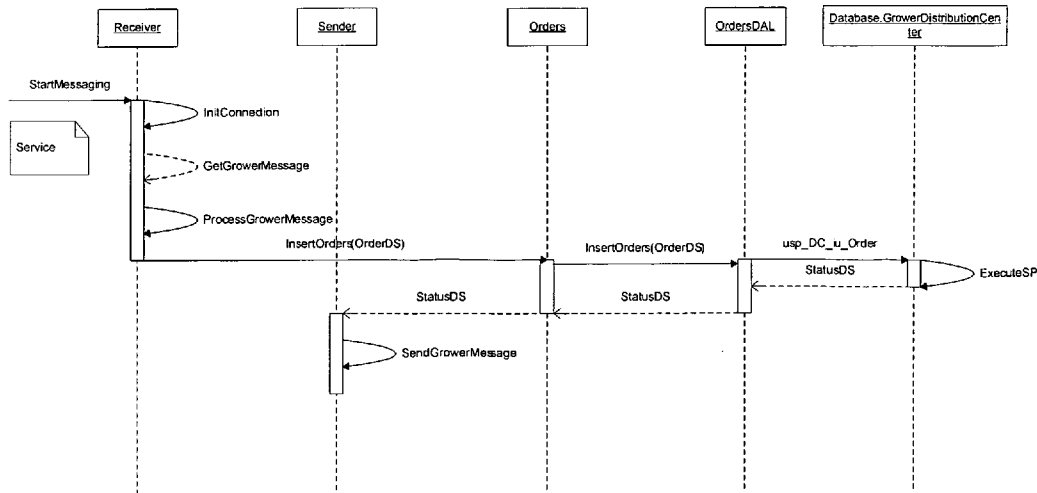 Receiver
Sender
Orders
OrdersDAL
Database.GrowerDistributionCen
ter
StartMessaging
InitConnection
Service
GetGrowerMessage
ProcessGrowerMessage
InsertOrders(OrderDS)
InsertOrders(OrderDS)
usp_DC_iu_Order
StatusDS
ExecuteSP
StatusDS
StatusDS
SendGrowerMessage